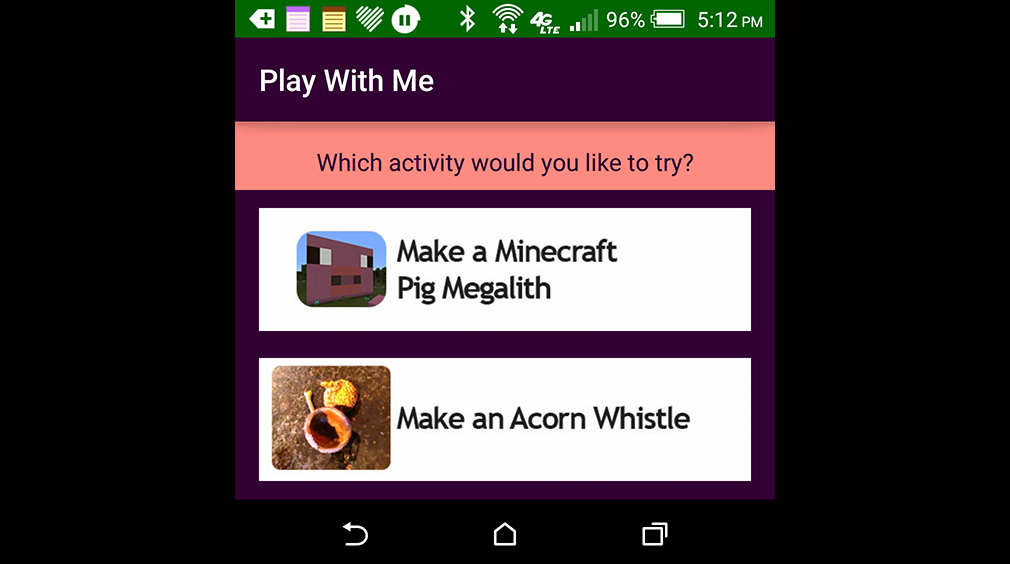 4G LTE 96% 5:12 PM
Play With Me
Which activity would you like to try?
Make a Minecraft
Pig Megalith
Make an Acorn Whistle